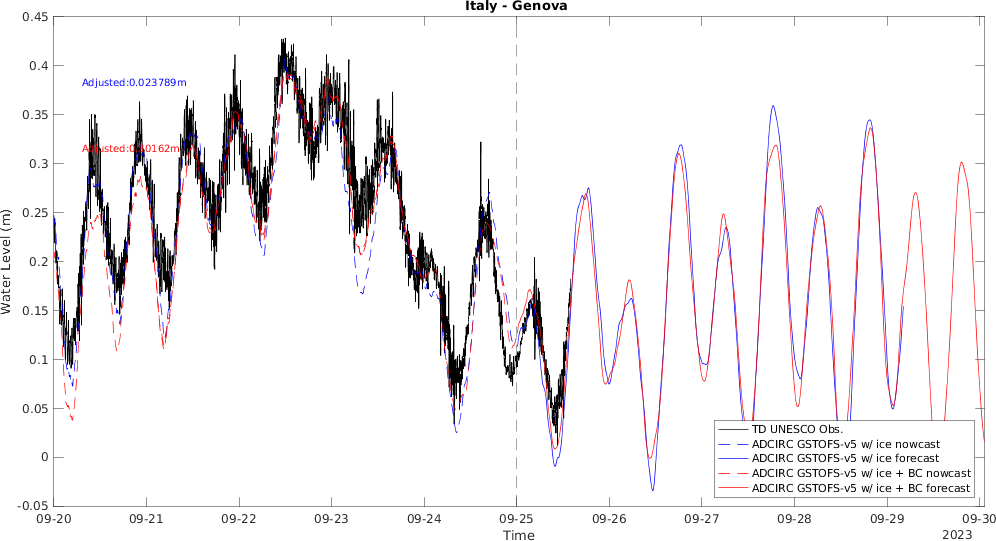 Italy - Genova
0.45
0.4
0.35
0.3
0.25
0.2
0.15
0.1
0.05
0
-0.05
Water Level (m)
Adjusted:0.023789m
TD UNESCO Obs.
ADCIRC GSTOFS-v5 w/ ice nowcast
ADCIRC GSTOFS-v5 w/ ice forecast
ADCIRC GSTOFS-v5 w/ ice + BC nowcast
ADCIRC GSTOFS-v5 w/ ice + BC forecast
09-20 09-21 09-22 09-23 09-24 09-25 09-26 09-27 09-28 09-29 09-30
Time
2023